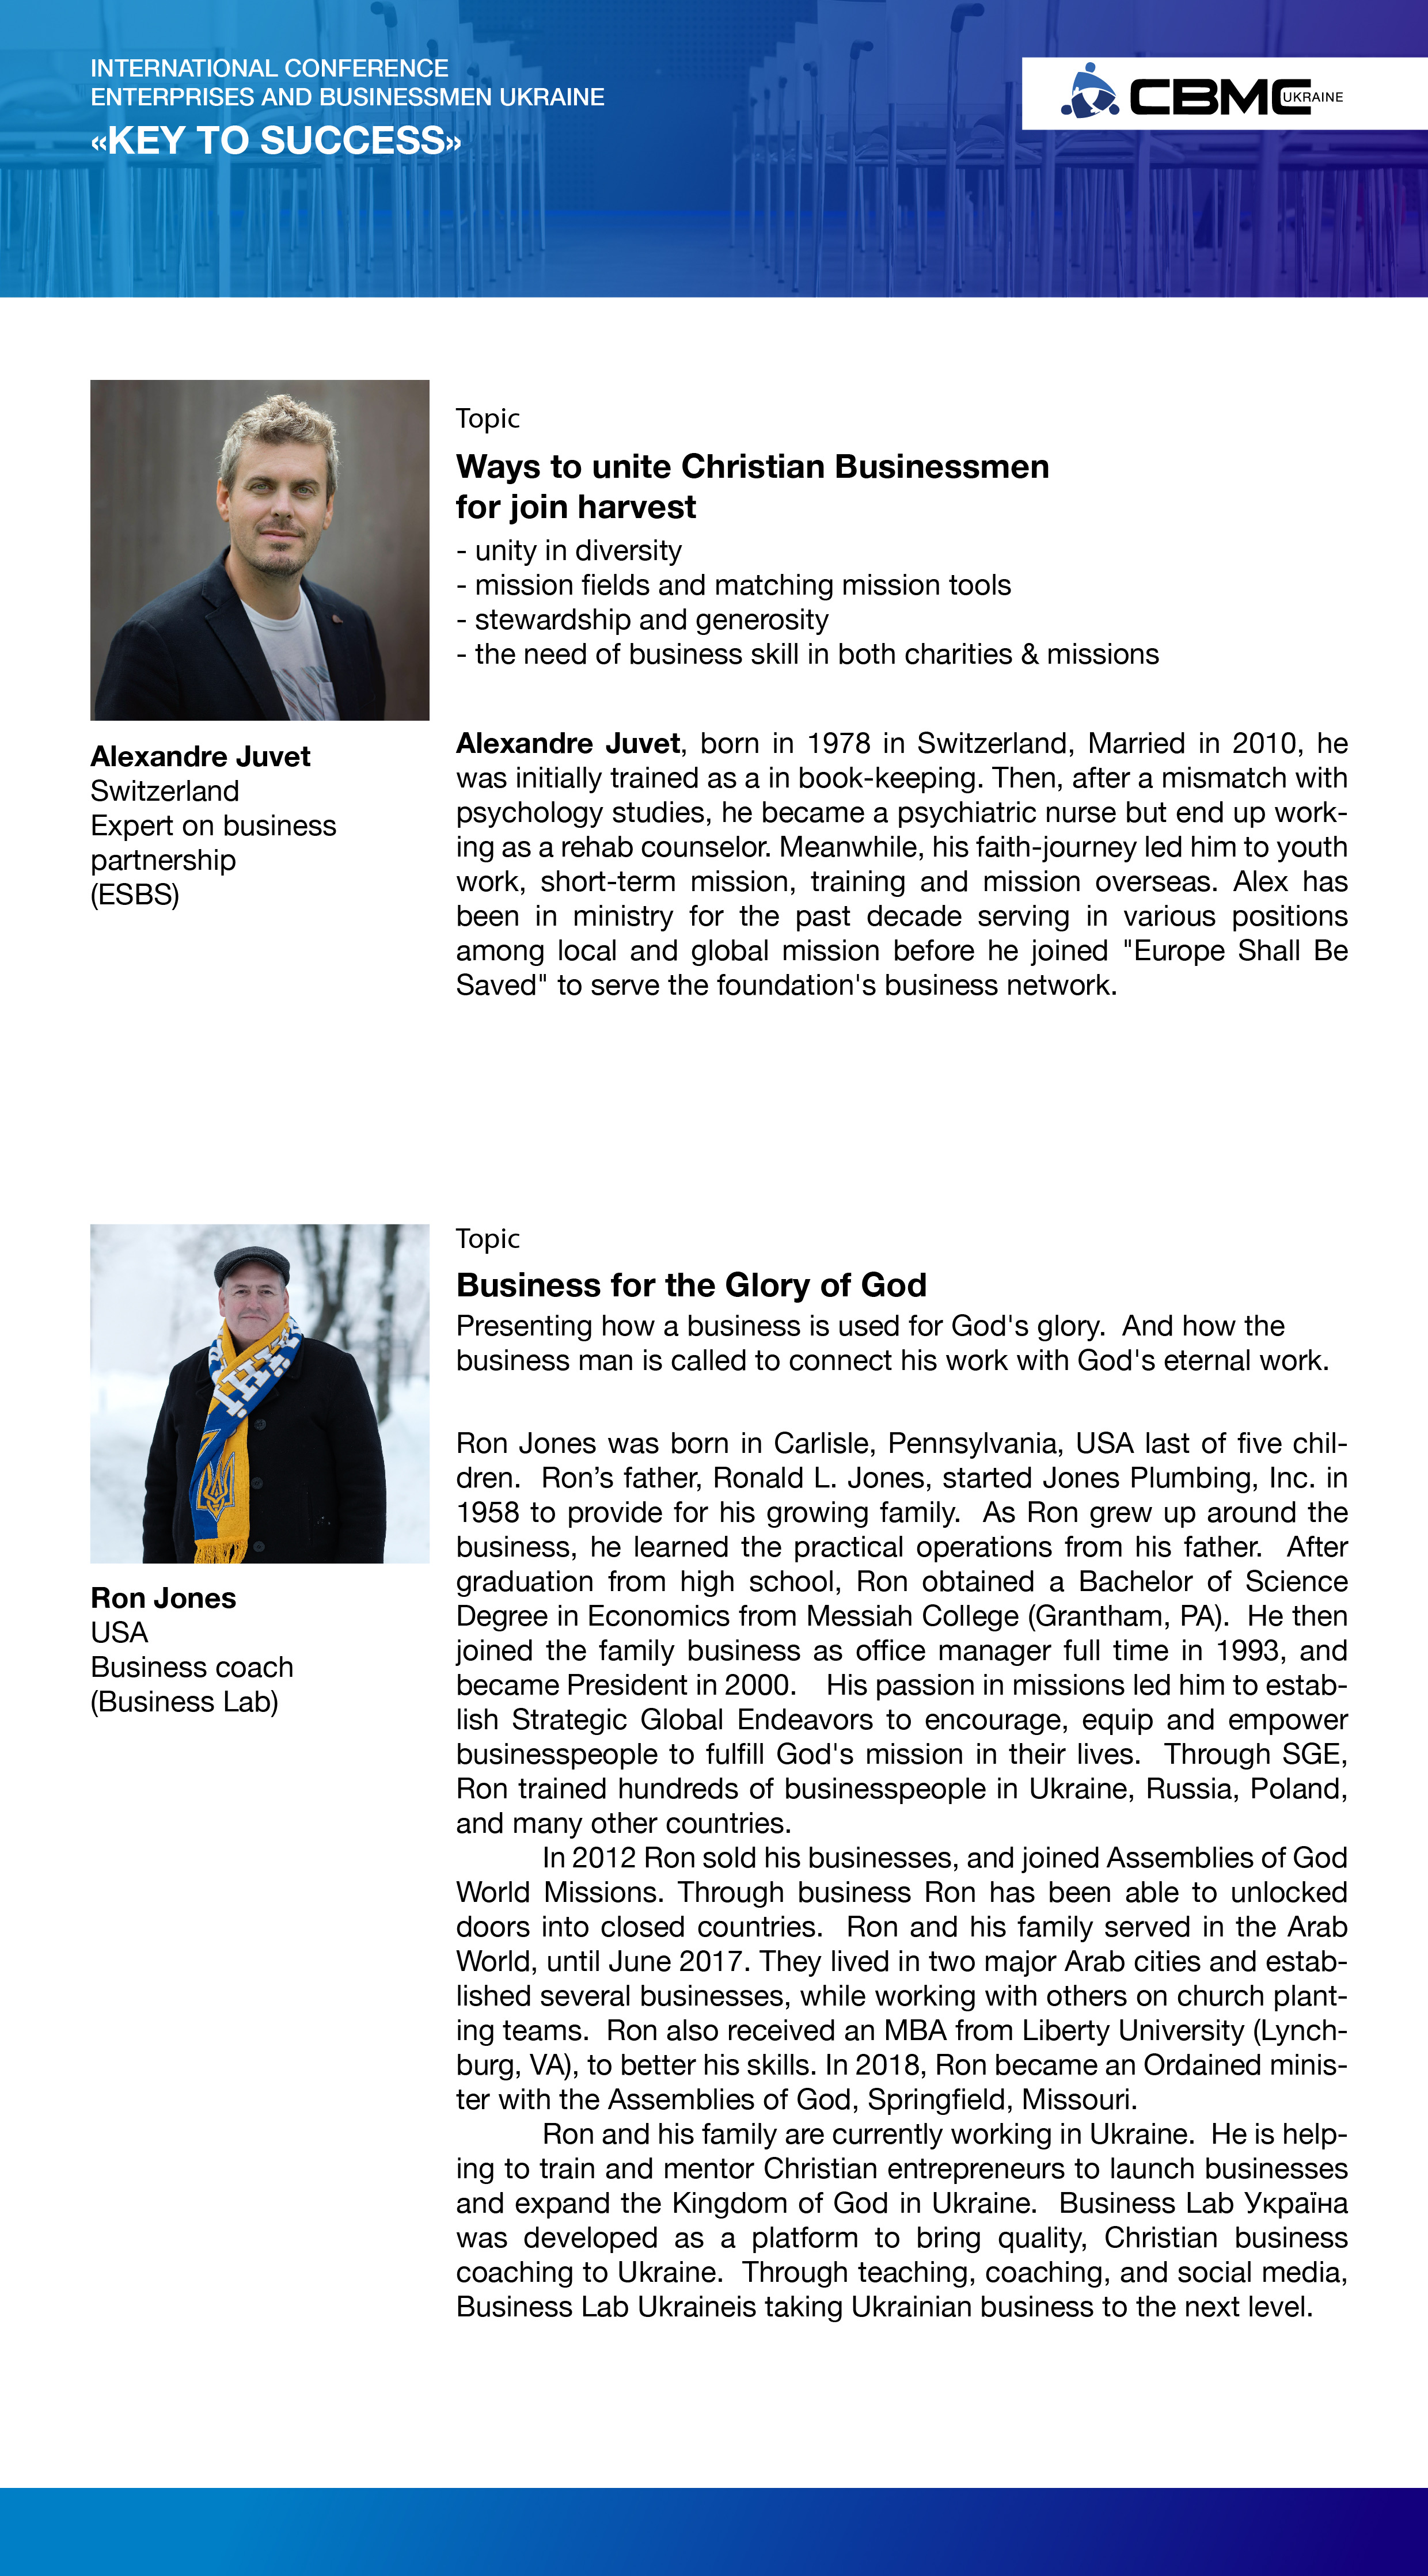 INTERNATIONAL CONFERENCE
ENTERPRISES AND BUSINESSMEN UKRAINE
«KEY TO SUCCESS»
CBMC UKRAINE
Topic
Ways to unite Christian Businessmen
for join harvest
- unity in diversity
- mission fields and matching mission tools
- stewardship and generosity
- the need of business skill in both charities & missions
Alexandre Juvet
Switzerland
Expert on business
partnership
(ESBS)
Alexandre Juvet, born in 1978 in Switzerland, Married in 2010, he
was initially trained as a in book-keeping. Then, after a mismatch with
psychology studies, he became a psychiatric nurse but end up work-
ing as a rehab counselor. Meanwhile, his faith-journey led him to youth
work, short-term mission, training and mission overseas. Alex has
been in ministry for the past decade serving in various positions
among local and global mission before he joined "Europe Shall Be
Saved" to serve the foundation's business network.
Topic
Business for the Glory of God
Presenting how a business is used for God's glory.  And how the
business man is called to connect his work with God's eternal work.
Ron Jones
USA
Business coach
(Business Lab)
Ron Jones was born in Carlisle, Pennsylvania, USA last of five chil-
dren.  Ron’s father, Ronald L. Jones, started Jones Plumbing, Inc. in
1958 to provide for his growing family.  As Ron grew up around the
business, he learned the practical operations from his father.  After
graduation from high school, Ron obtained a Bachelor of Science
Degree in Economics from Messiah College (Grantham, PA).  He then
joined the family business as office manager full time in 1993, and
became President in 2000.    His passion in missions led him to estab-
lish Strategic Global Endeavors to encourage, equip and empower
businesspeople to fulfill God's mission in their lives.  Through SGE,
Ron trained hundreds of businesspeople in Ukraine, Russia, Poland,
and many other countries.
In 2012 Ron sold his businesses, and joined Assemblies of God
World Missions. Through business Ron has been able to unlocked
doors into closed countries.  Ron and his family served in the Arab
World, until June 2017. They lived in two major Arab cities and estab-
lished several businesses, while working with others on church plant-
ing teams.  Ron also received an MBA from Liberty University (Lynch-
burg, VA), to better his skills. In 2018, Ron became an Ordained minis-
ter with the Assemblies of God, Springfield, Missouri.
Ron and his family are currently working in Ukraine.  He is help-
ing to train and mentor Christian entrepreneurs to launch businesses
and expand the Kingdom of God in Ukraine.  Business Lab Україна
was developed as a platform to bring quality, Christian business
coaching to Ukraine.  Through teaching, coaching, and social media,
Business Lab Ukraineis taking Ukrainian business to the next level.